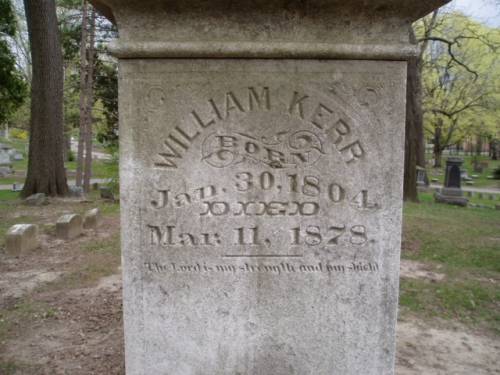 WILLIAM KERR
BORN
Jan. 30, 1804.
DIED
Mar. 11, 1878.
The Lord is my strength and my shield